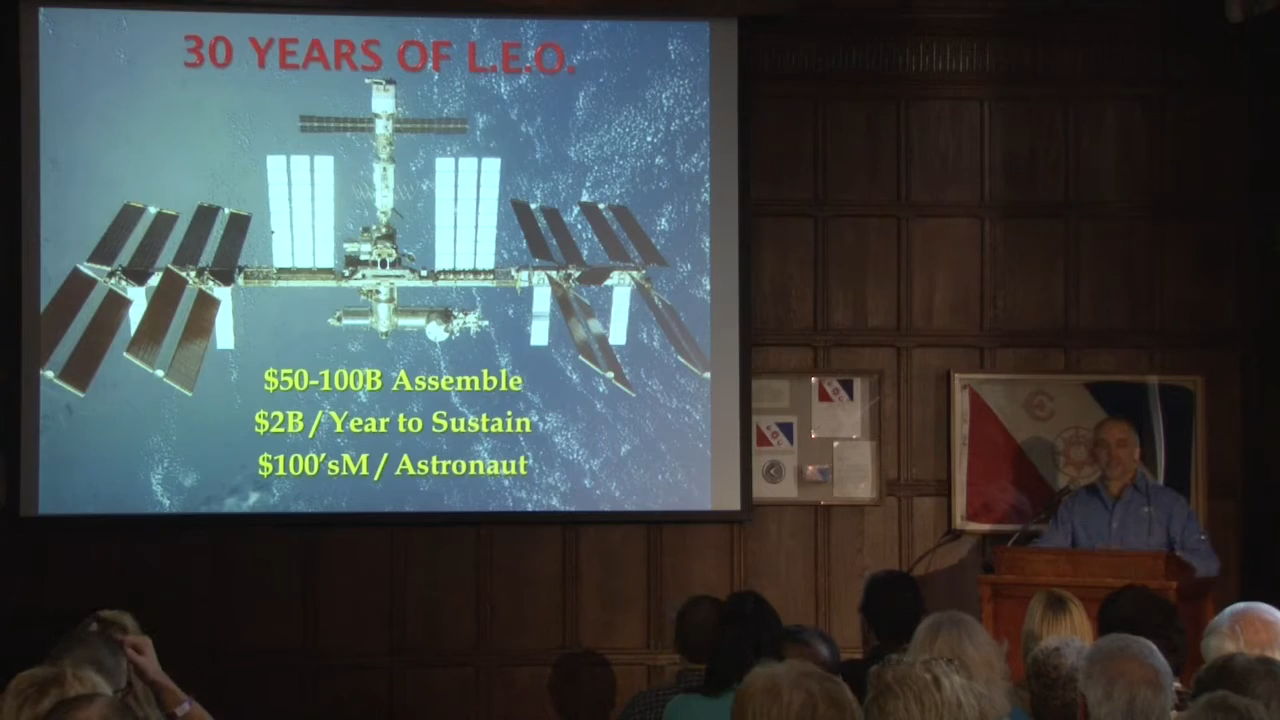 30 YEARS OF L.E.O.
$50-100B Assemble
$2B / Year to Sustain
$100'sM / Astronaut